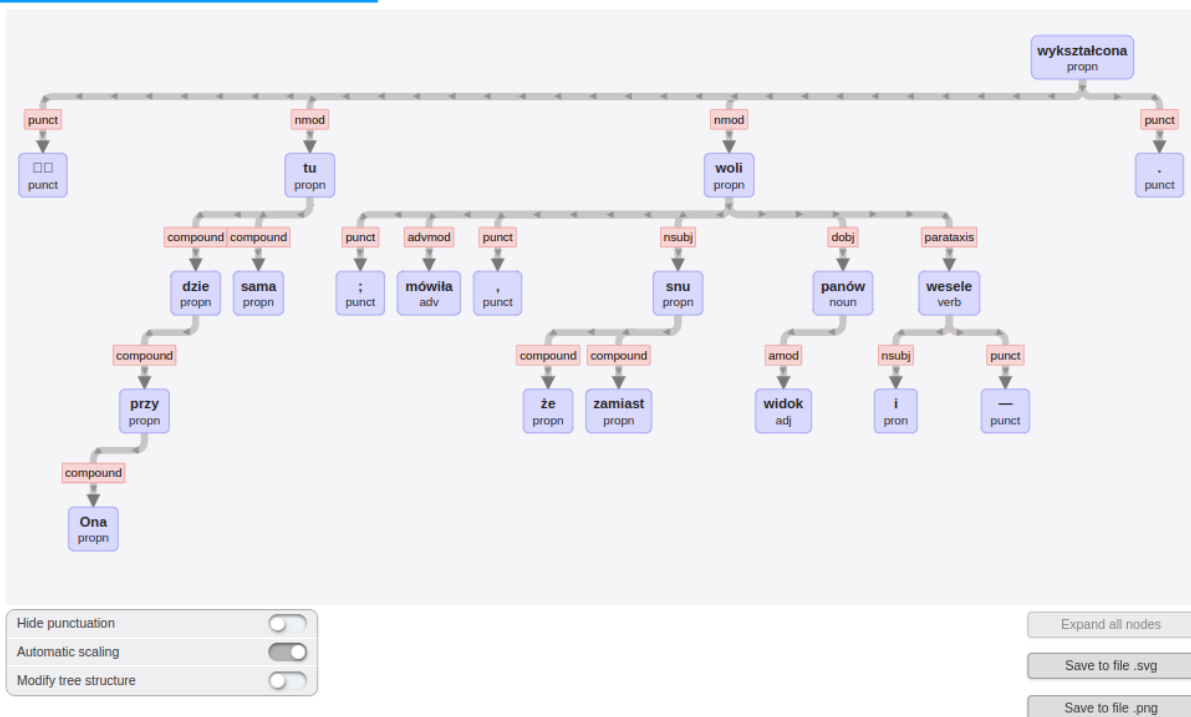 wykształcona
propn
punct nmod nmod punct
tu woli .
punct propn propn punct
compound compound punct advmod punct nsubj dobj parataxis
dzie sama ; mówiła , snu panów wesele
propn propn punct adv punct propn noun verb
compound compound compound amod nsubj punct
przy że zamiast widok i —
propn propn propn adj pron punct
compound
Ona
propn
Hide punctuation
Automatic scaling
Modify tree structure
Expand all nodes
Save to file .svg
Save to file .png